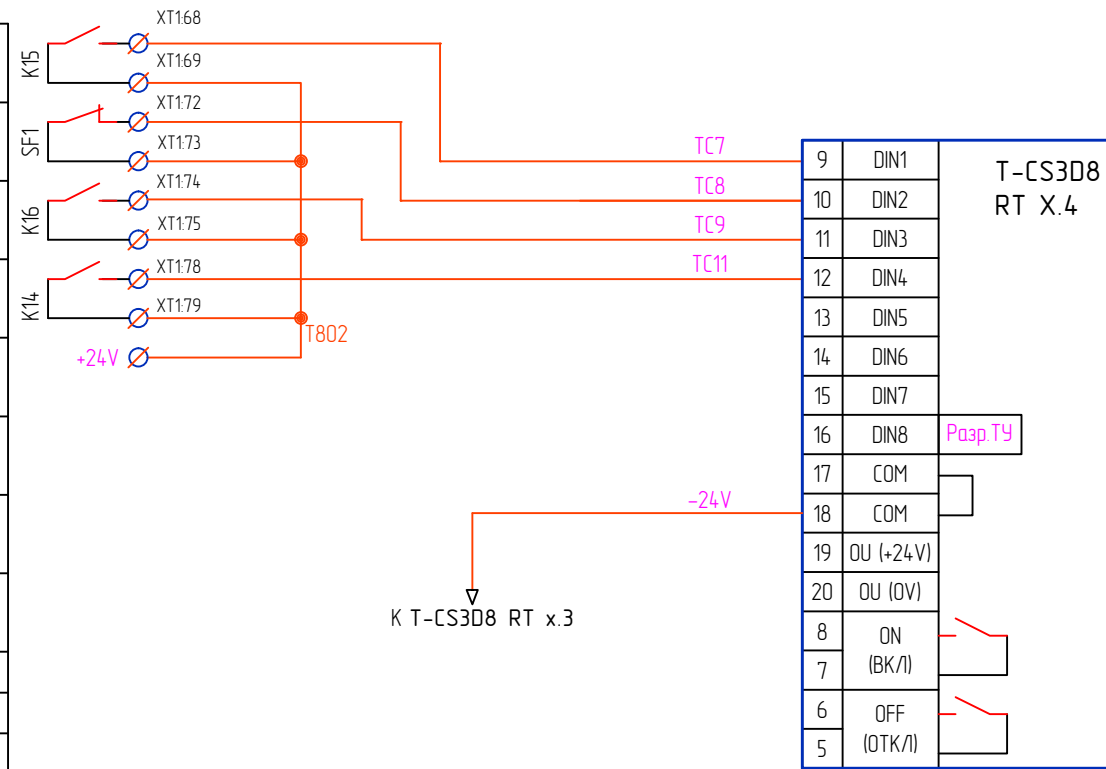 XT1:68
K15
XT1:69
XT1:72
SF1
XT1:73
XT1:74
K16
XT1:75
XT1:78
K14
XT1:79
T802
+24V
TC7
TC8
TC9
TC11
-24V
К T-CS3D8 RT x.3
T-CS3D8
RT X.4
9 DIN1
10 DIN2
11 DIN3
12 DIN4
13 DIN5
14 DIN6
15 DIN7
16 DIN8 Разр.ТУ
17 COM
18 COM
19 OU (+24V)
20 OU (0V)
8 ON
7 (ВКЛ)
6 OFF
5 (ОТКЛ)